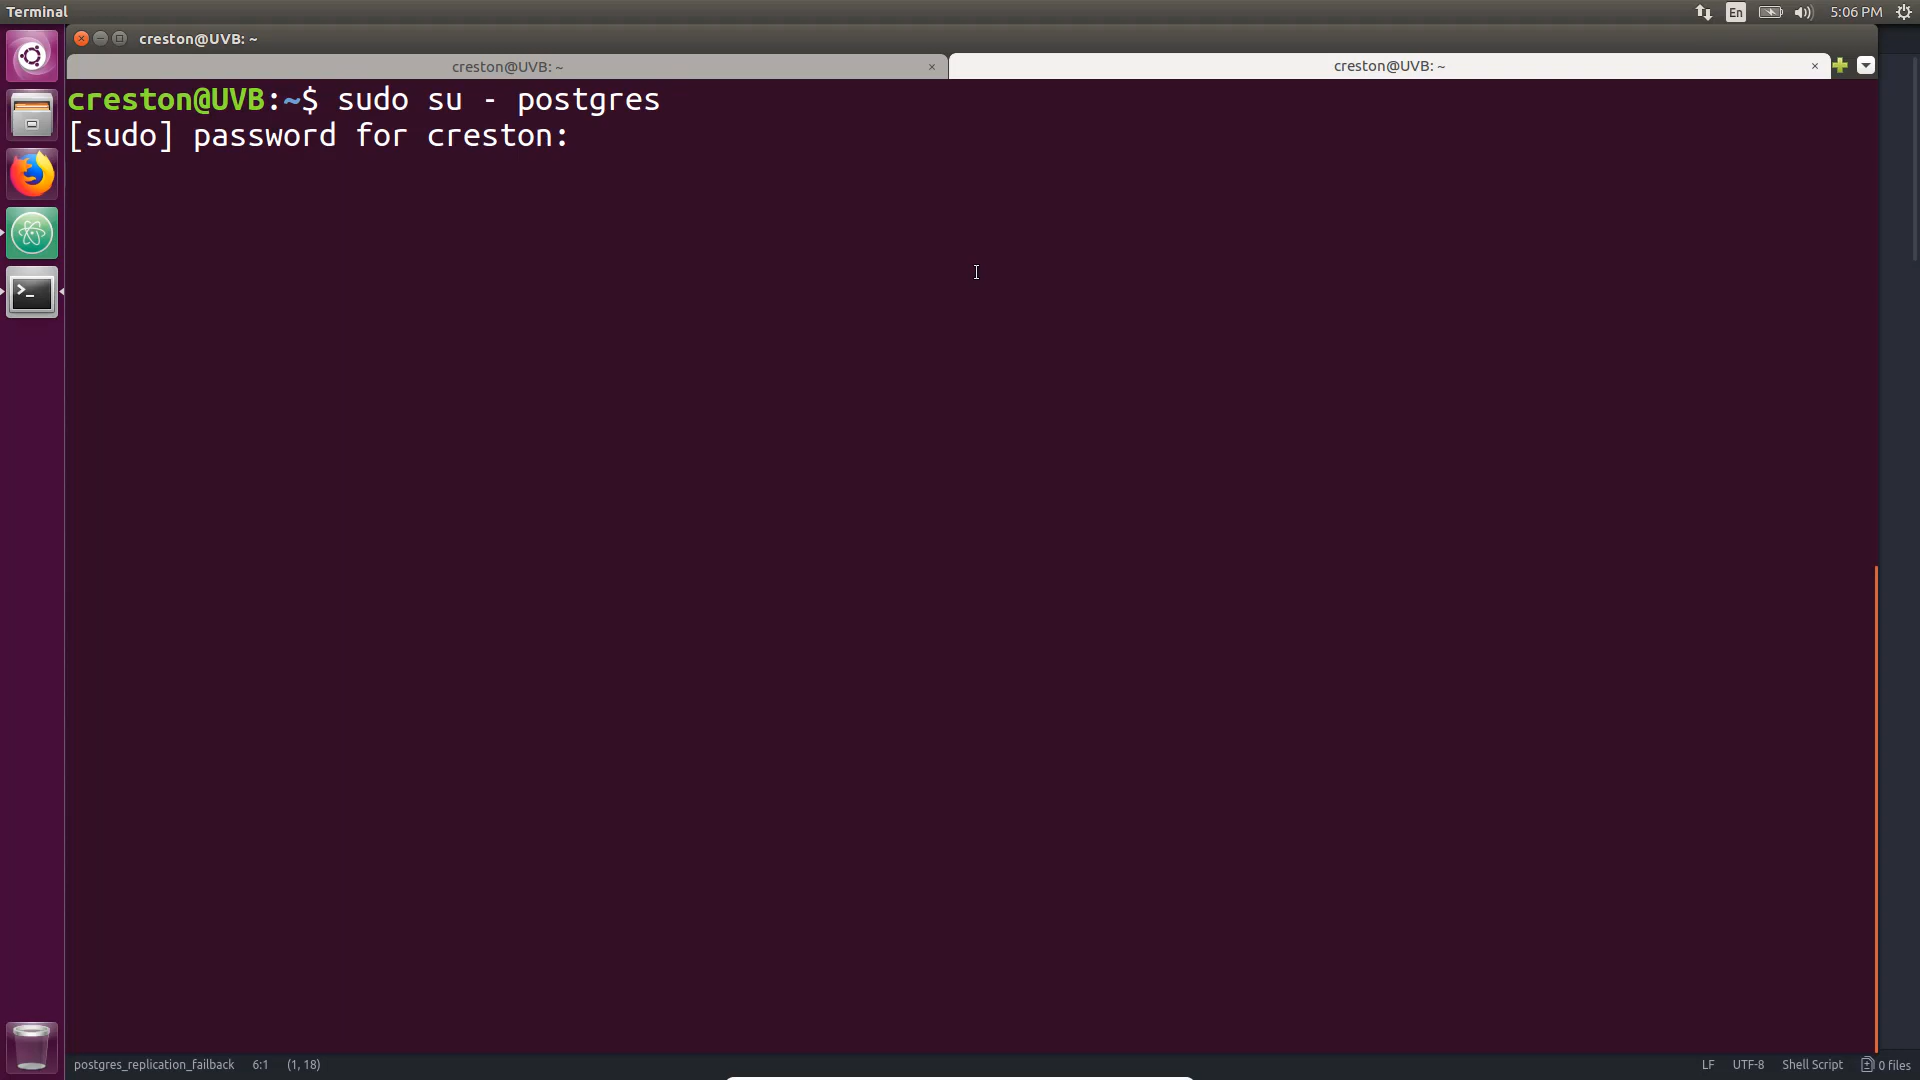 Terminal
En
5:06 PM
creston@UVB: ~
creston@UVB: ~
creston@UVB: ~
creston@UVB:~$ sudo su - postgres
[sudo] password for creston:
postgres_replication_failback 6:1 (1, 18)
LF UTF-8 Shell Script 0 files